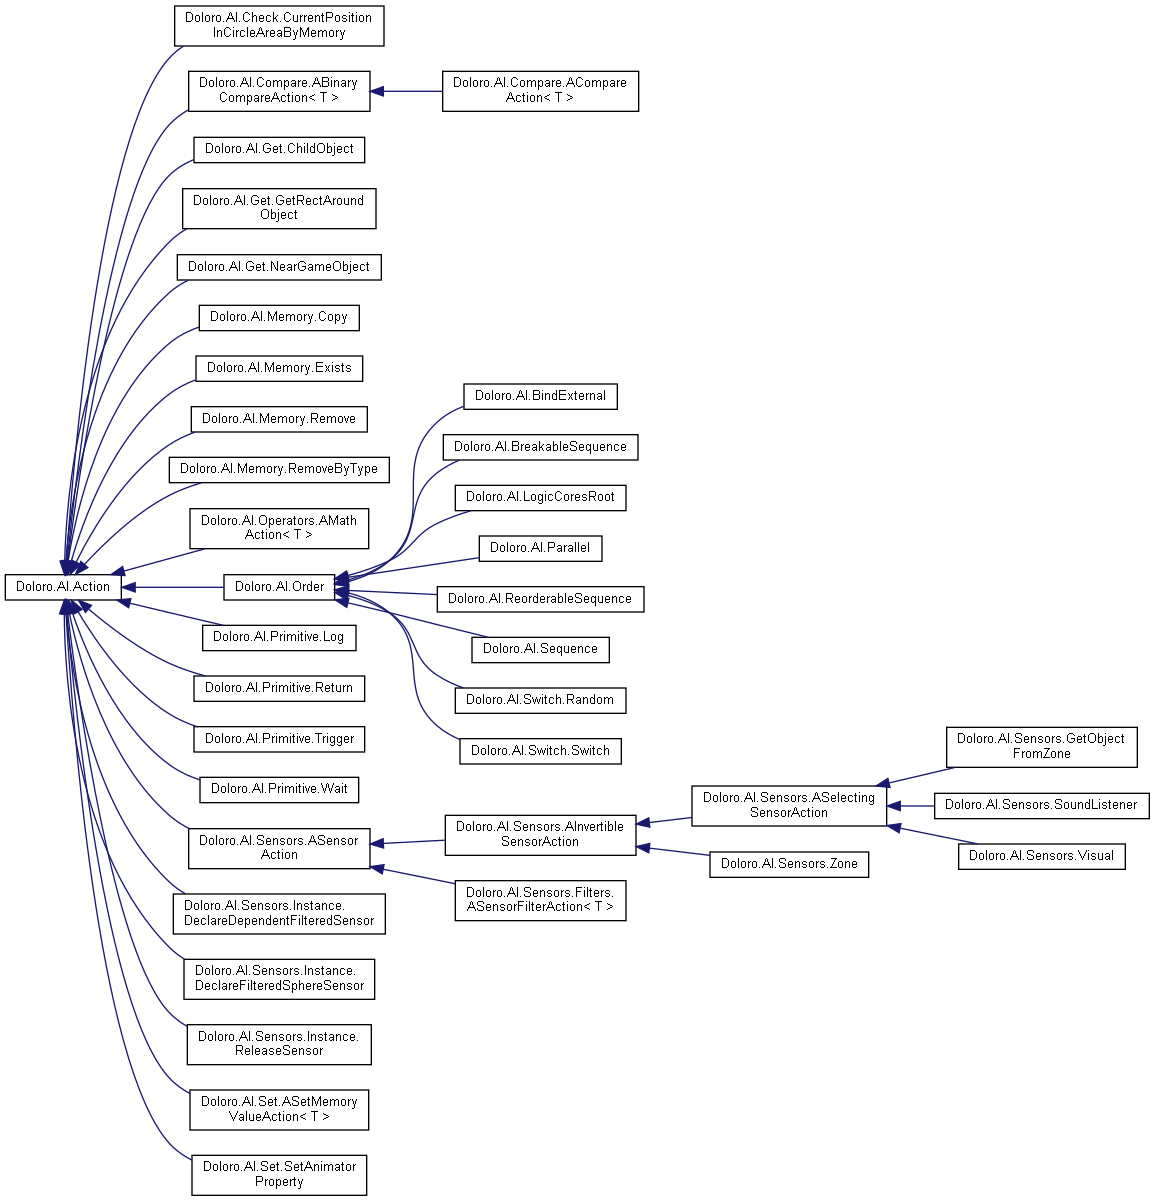 Doloro.AI.Check.CurrentPosition
InCircleAreaByMemory
Doloro.AI.Compare.ABinary
CompareAction< T >
Doloro.AI.Compare.ACompare
Action< T >
Doloro.AI.Get.ChildObject
Doloro.AI.Get.GetRectAround
Object
Doloro.AI.Get.NearGameObject
Doloro.AI.Memory.Copy
Doloro.AI.Memory.Exists
Doloro.AI.Memory.Remove
Doloro.AI.Memory.RemoveByType
Doloro.AI.Operators.AMath
Action< T >
Doloro.AI.Action
Doloro.AI.Order
Doloro.AI.BindExternal
Doloro.AI.BreakableSequence
Doloro.AI.LogicCoresRoot
Doloro.AI.Parallel
Doloro.AI.ReorderableSequence
Doloro.AI.Sequence
Doloro.AI.Switch.Random
Doloro.AI.Switch.Switch
Doloro.AI.Primitive.Log
Doloro.AI.Primitive.Return
Doloro.AI.Primitive.Trigger
Doloro.AI.Primitive.Wait
Doloro.AI.Sensors.ASensor
Action
Doloro.AI.Sensors.AInvertible
SensorAction
Doloro.AI.Sensors.ASelecting
SensorAction
Doloro.AI.Sensors.GetObject
FromZone
Doloro.AI.Sensors.SoundListener
Doloro.AI.Sensors.Visual
Doloro.AI.Sensors.Zone
Doloro.AI.Sensors.Filters.
ASensorFilterAction< T >
Doloro.AI.Sensors.Instance.
DeclareDependentFilteredSensor
Doloro.AI.Sensors.Instance.
DeclareFilteredSphereSensor
Doloro.AI.Sensors.Instance.
ReleaseSensor
Doloro.AI.Set.ASetMemory
ValueAction< T >
Doloro.AI.Set.SetAnimator
Property